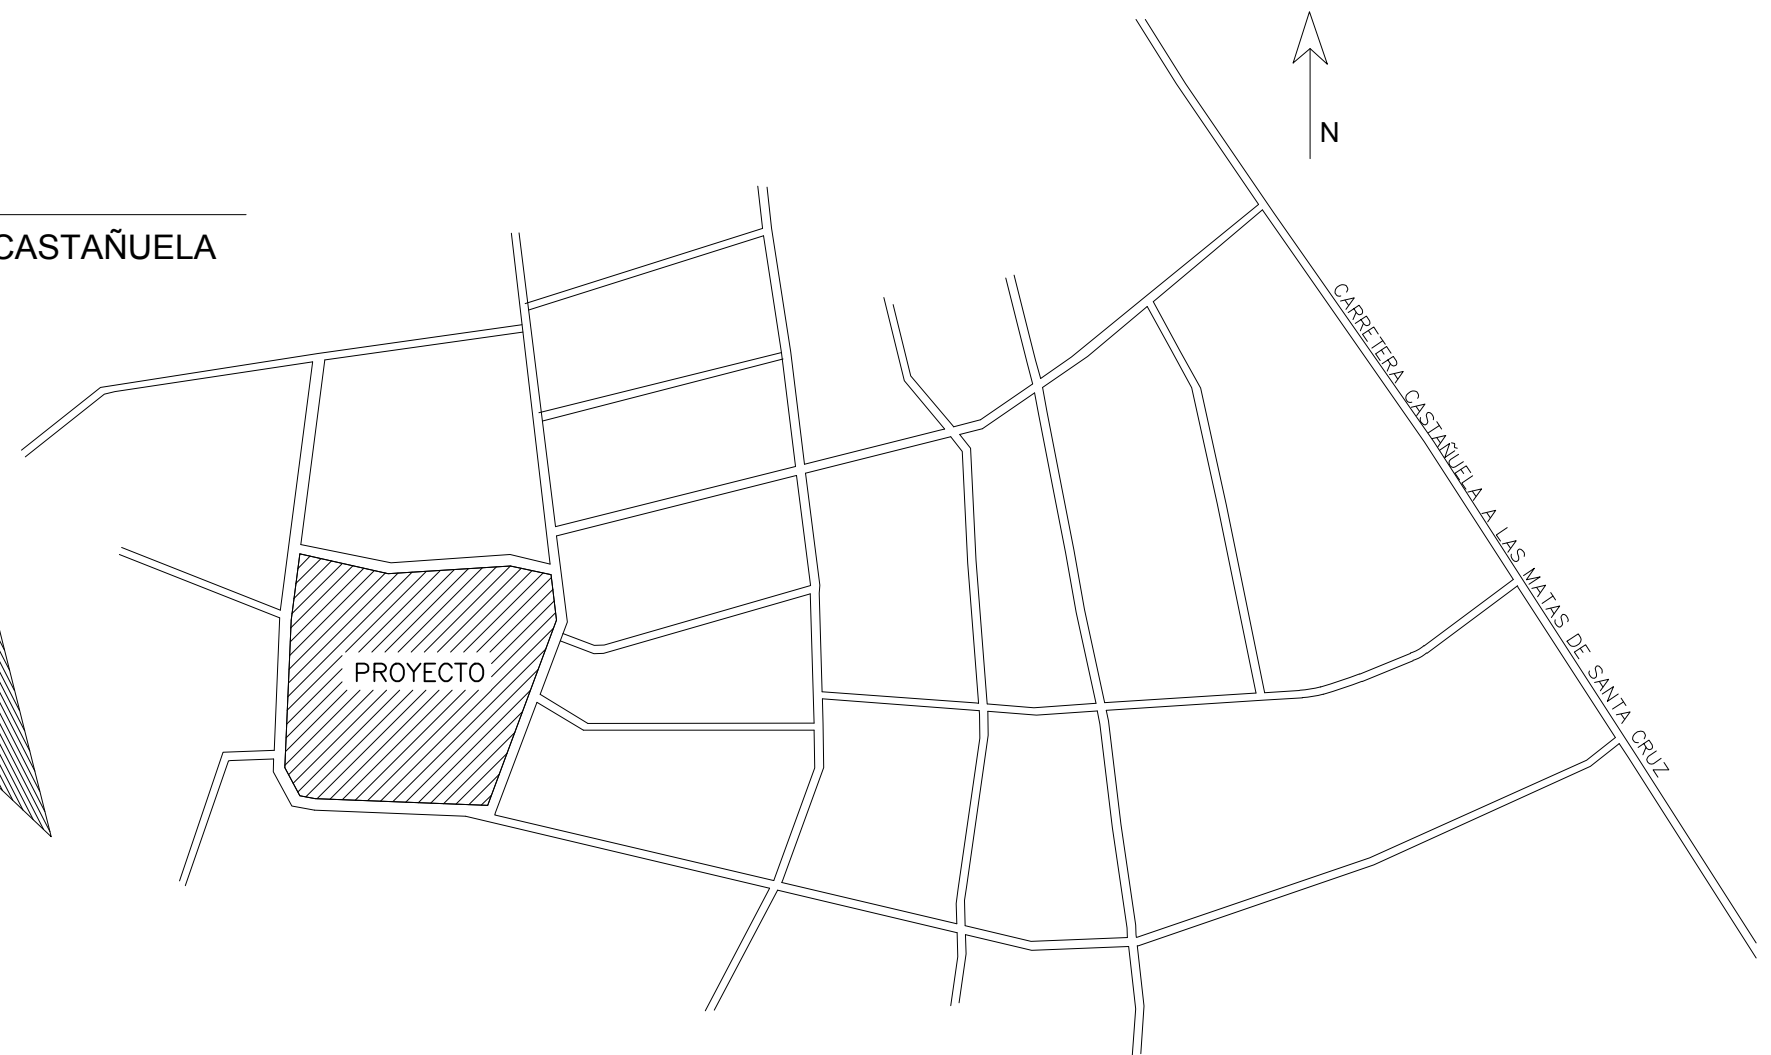 N
CASTAÑUELA
CARRETERA CASTAÑUELA A LAS MATAS DE SANTA CRUZ
PROYECTO